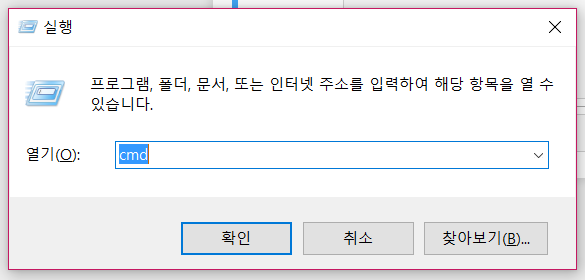 실행
프로그램, 폴더, 문서, 또는 인터넷 주소를 입력하여 해당 항목을 열 수
있습니다.
열기(O): cmd
확인 취소 찾아보기(B)...